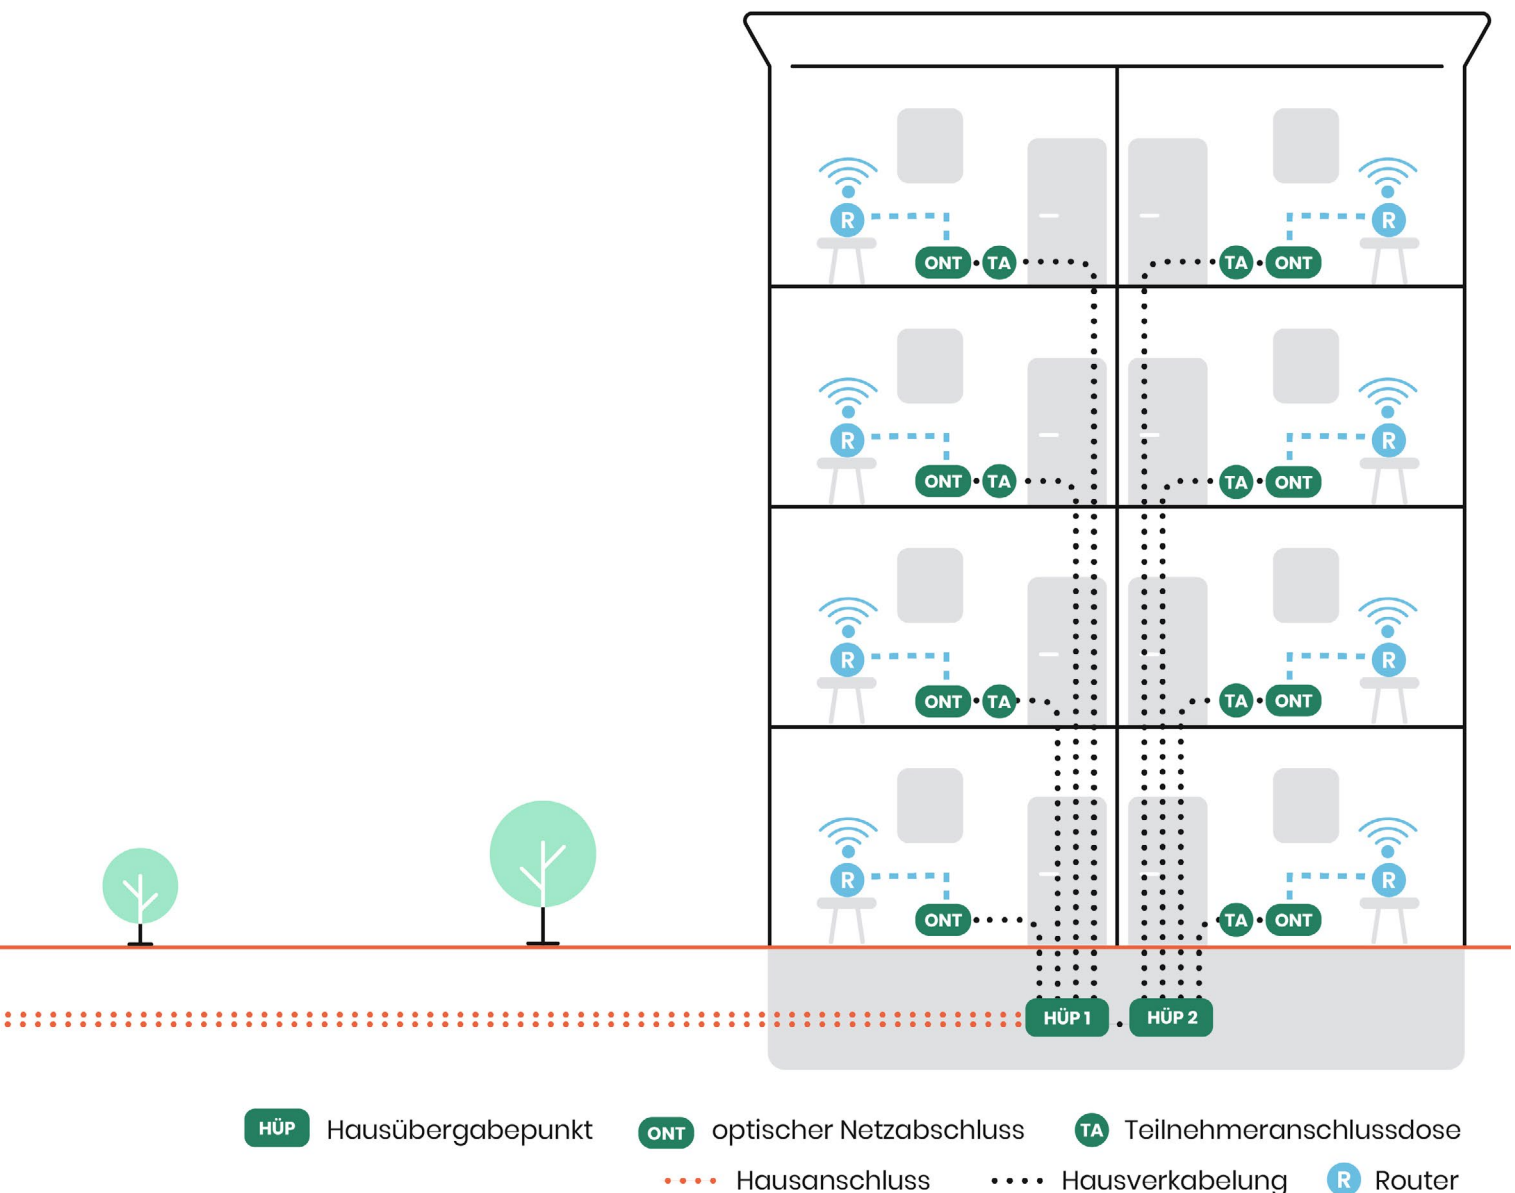 R R
ONT TA TA ONT
R R
ONT TA TA ONT
R R
ONT TA TA ONT
R R
ONT TA ONT
HÜP 1 HÜP 2
HÜP Hausübergabepunkt ONT optischer Netzabschluss TA Teilnehmeranschlussdose
Hausanschluss Hausverkabelung R Router